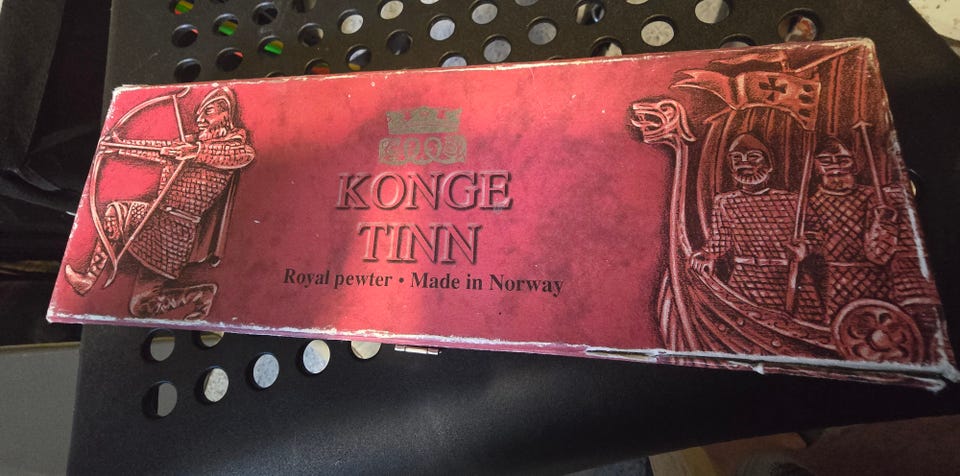 KONGE
TINN
Royal pewter • Made in Norway